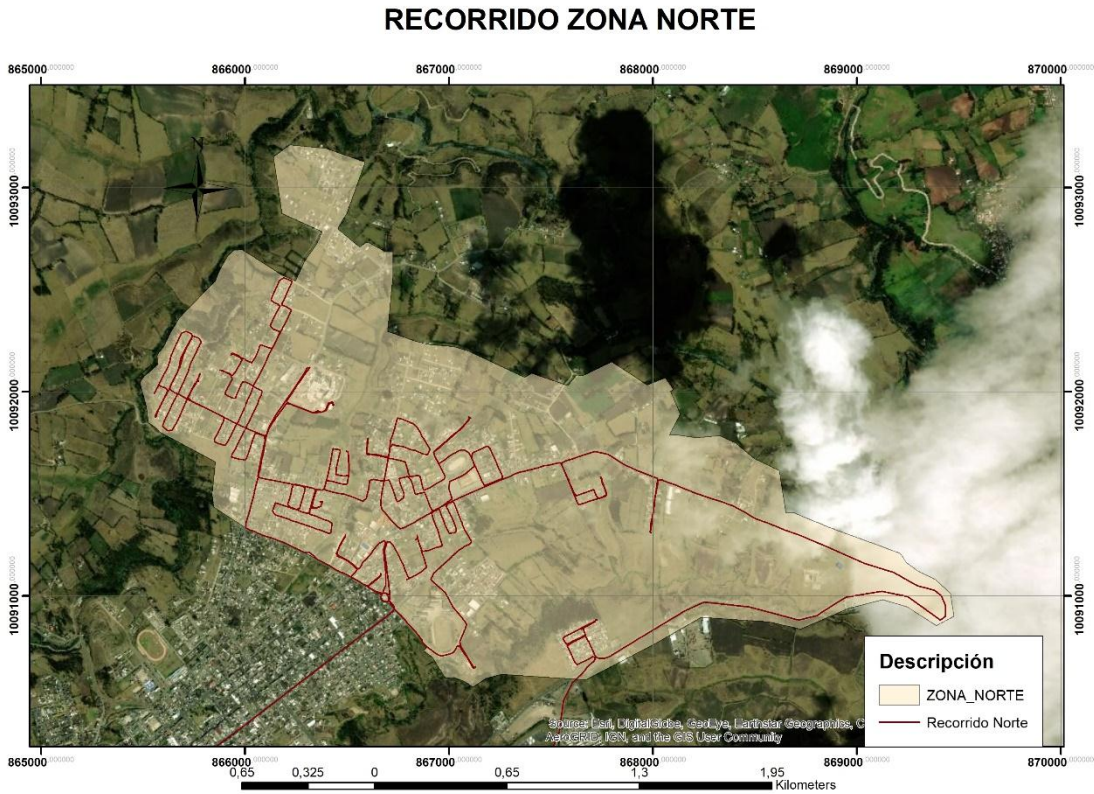 RECORRIDO ZONA NORTE
865000,000000 866000,000000 867000,000000 868000,000000 869000,000000 870000,000000
10093000,000000 10093000,000000
10092000,000000 10092000,000000
10091000,000000 10091000,000000
Descripción
ZONA_NORTE
Recorrido Norte
Source: Esri, DigitalGlobe, GeoEye, Earthstar Geographics, C
AeroGRID, IGN, and the GIS User Community
865000,000000 866000,000000 867000,000000 868000,000000 869000,000000 870000,000000
0,65 0,325 0 0,65 1,3 1,95
Kilometers